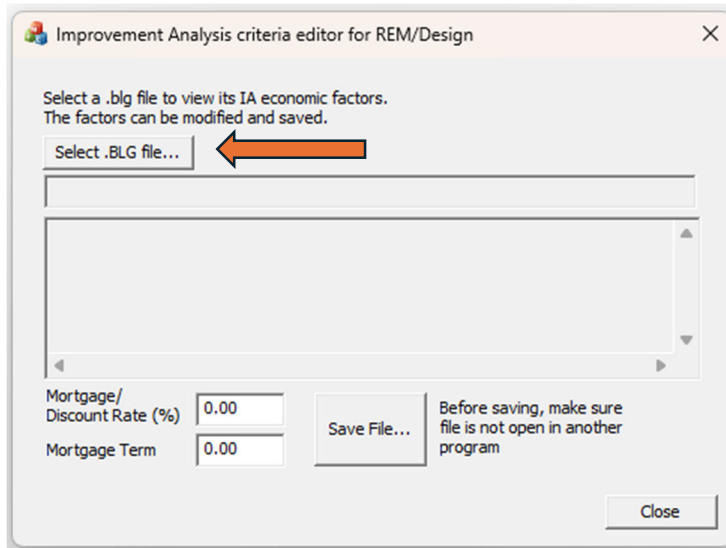 Improvement Analysis criteria editor for REM/Design
Select a .blg file to view its IA economic factors.
The factors can be modified and saved.
Select .BLG file...
Mortgage/
Discount Rate (%)
0.00
Mortgage Term
0.00
Save File...
Before saving, make sure
file is not open in another
program
Close